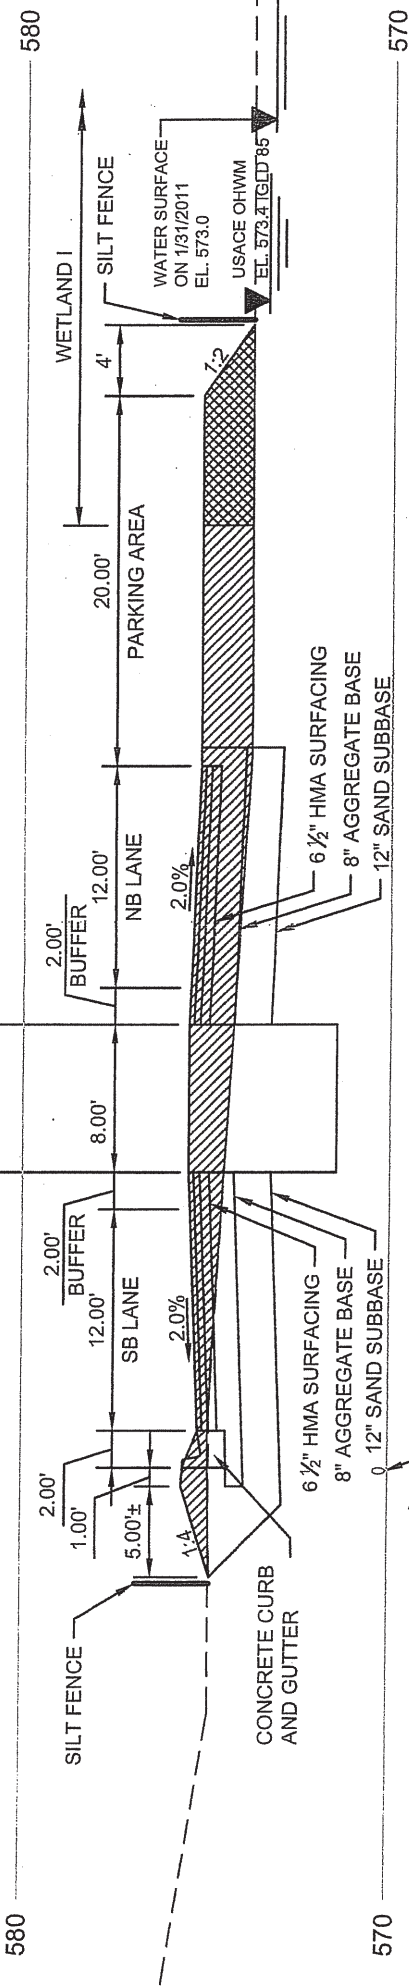 580
580
WETLAND I
SILT FENCE
WATER SURFACE
ON 1/31/2011
EL. 573.0
USACE OHWM
EL. 573.4 IGLD 85
4'
1:2
20.00'
PARKING AREA
12.00'
NB LANE
2.00'
BUFFER
2.0%
8.00'
2.00'
BUFFER
12.00'
SB LANE
2.0%
2.00'
1.00'
5.00'±
1:4
SILT FENCE
CONCRETE CURB
AND GUTTER
6 ½" HMA SURFACING
8" AGGREGATE BASE
12" SAND SUBBASE
6 ½" HMA SURFACING
8" AGGREGATE BASE
12" SAND SUBBASE
0
570
570